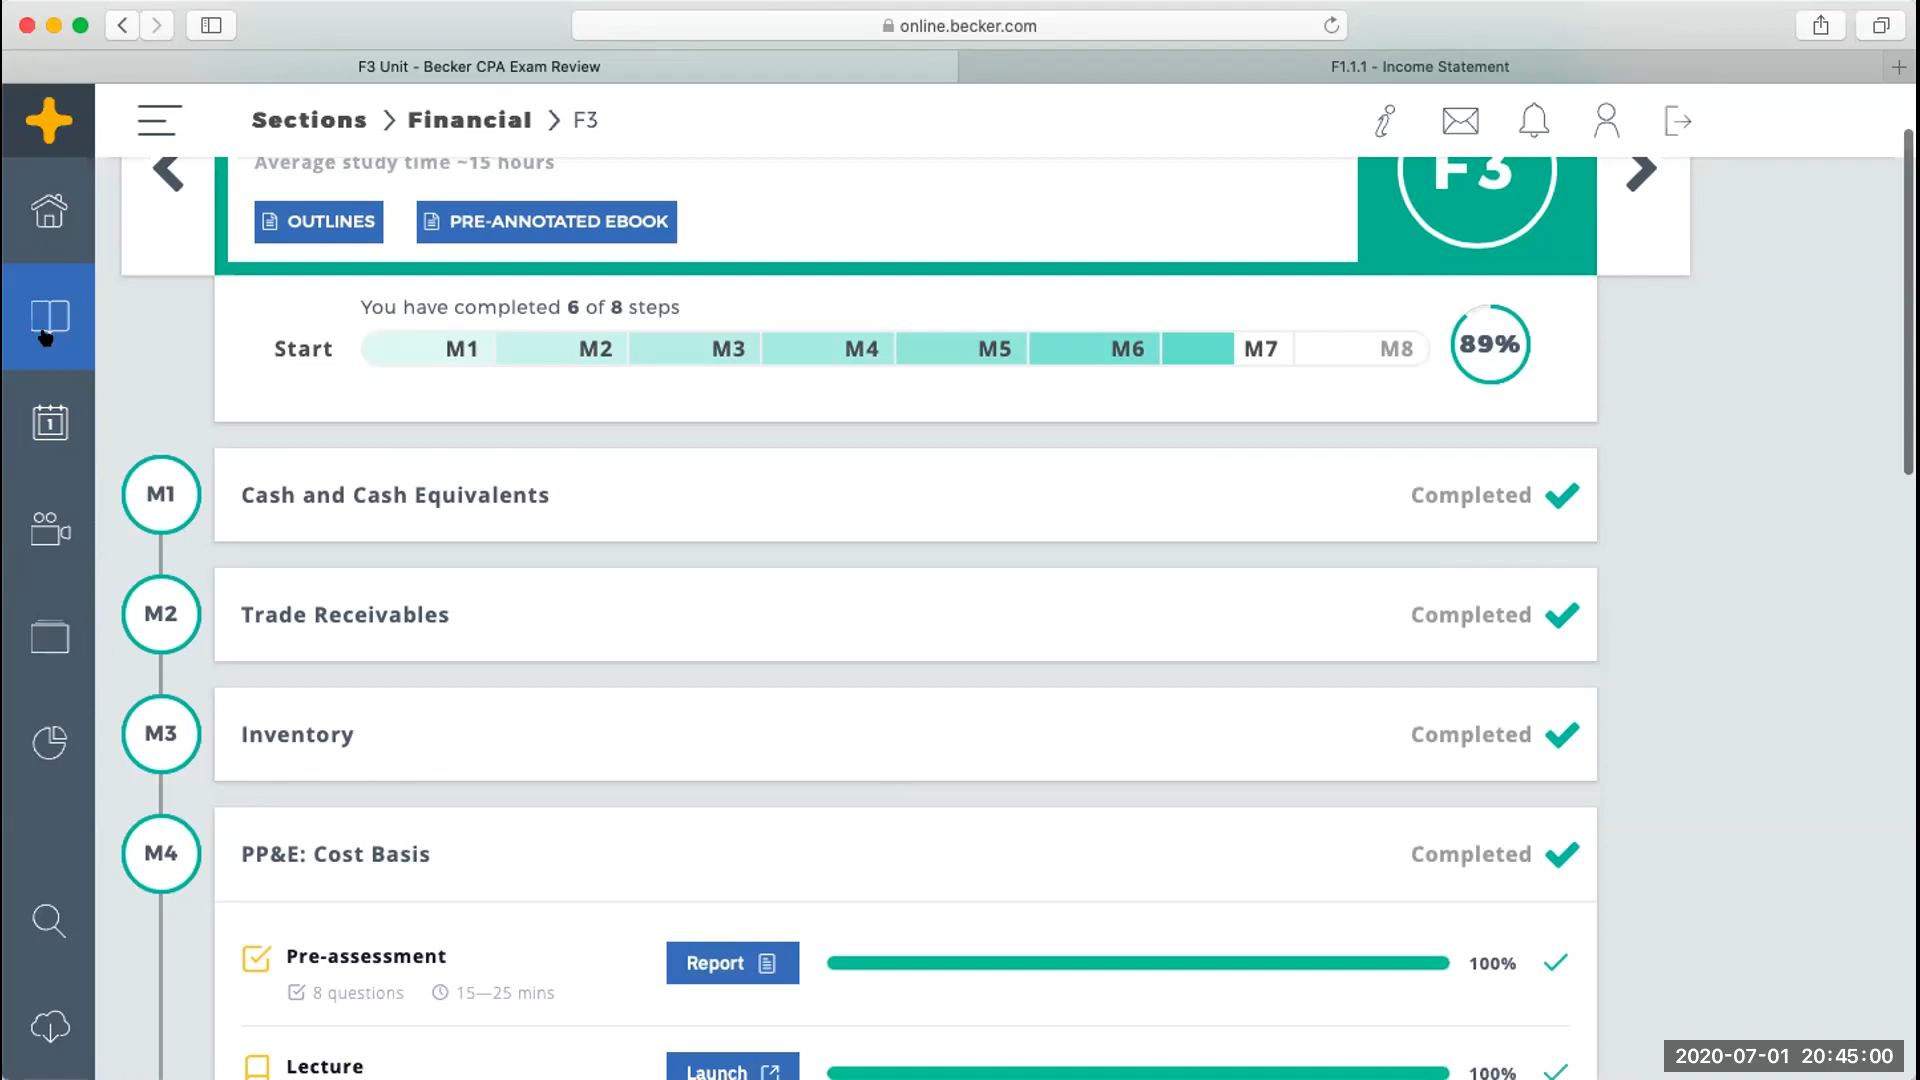 online.becker.com
F3 Unit - Becker CPA Exam Review
F1.1.1 - Income Statement
Sections > Financial > F3
Average study time ~15 hours
F3
OUTLINES
PRE-ANNOTATED EBOOK
You have completed 6 of 8 steps
Start M1 M2 M3 M4 M5 M6 M7 M8 89%
M1 Cash and Cash Equivalents Completed
M2 Trade Receivables Completed
M3 Inventory Completed
M4 PP&E: Cost Basis Completed
Pre-assessment Report 100%
8 questions 15—25 mins
Lecture Launch 100%
1
2020-07-01 20:45:00